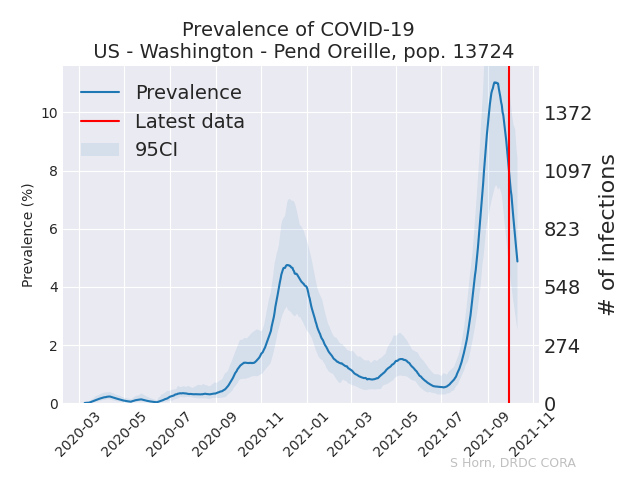 Prevalence of COVID-19
US - Washington - Pend Oreille, pop. 13724
Prevalence
Latest data
95CI
Prevalence (%)
10
8
6
4
2
0
1372
1097
823
548
274
0
# of infections
2020-03
2020-05
2020-07
2020-09
2020-11
2021-01
2021-03
2021-05
2021-07
2021-09
2021-11
S Horn, DRDC CORA